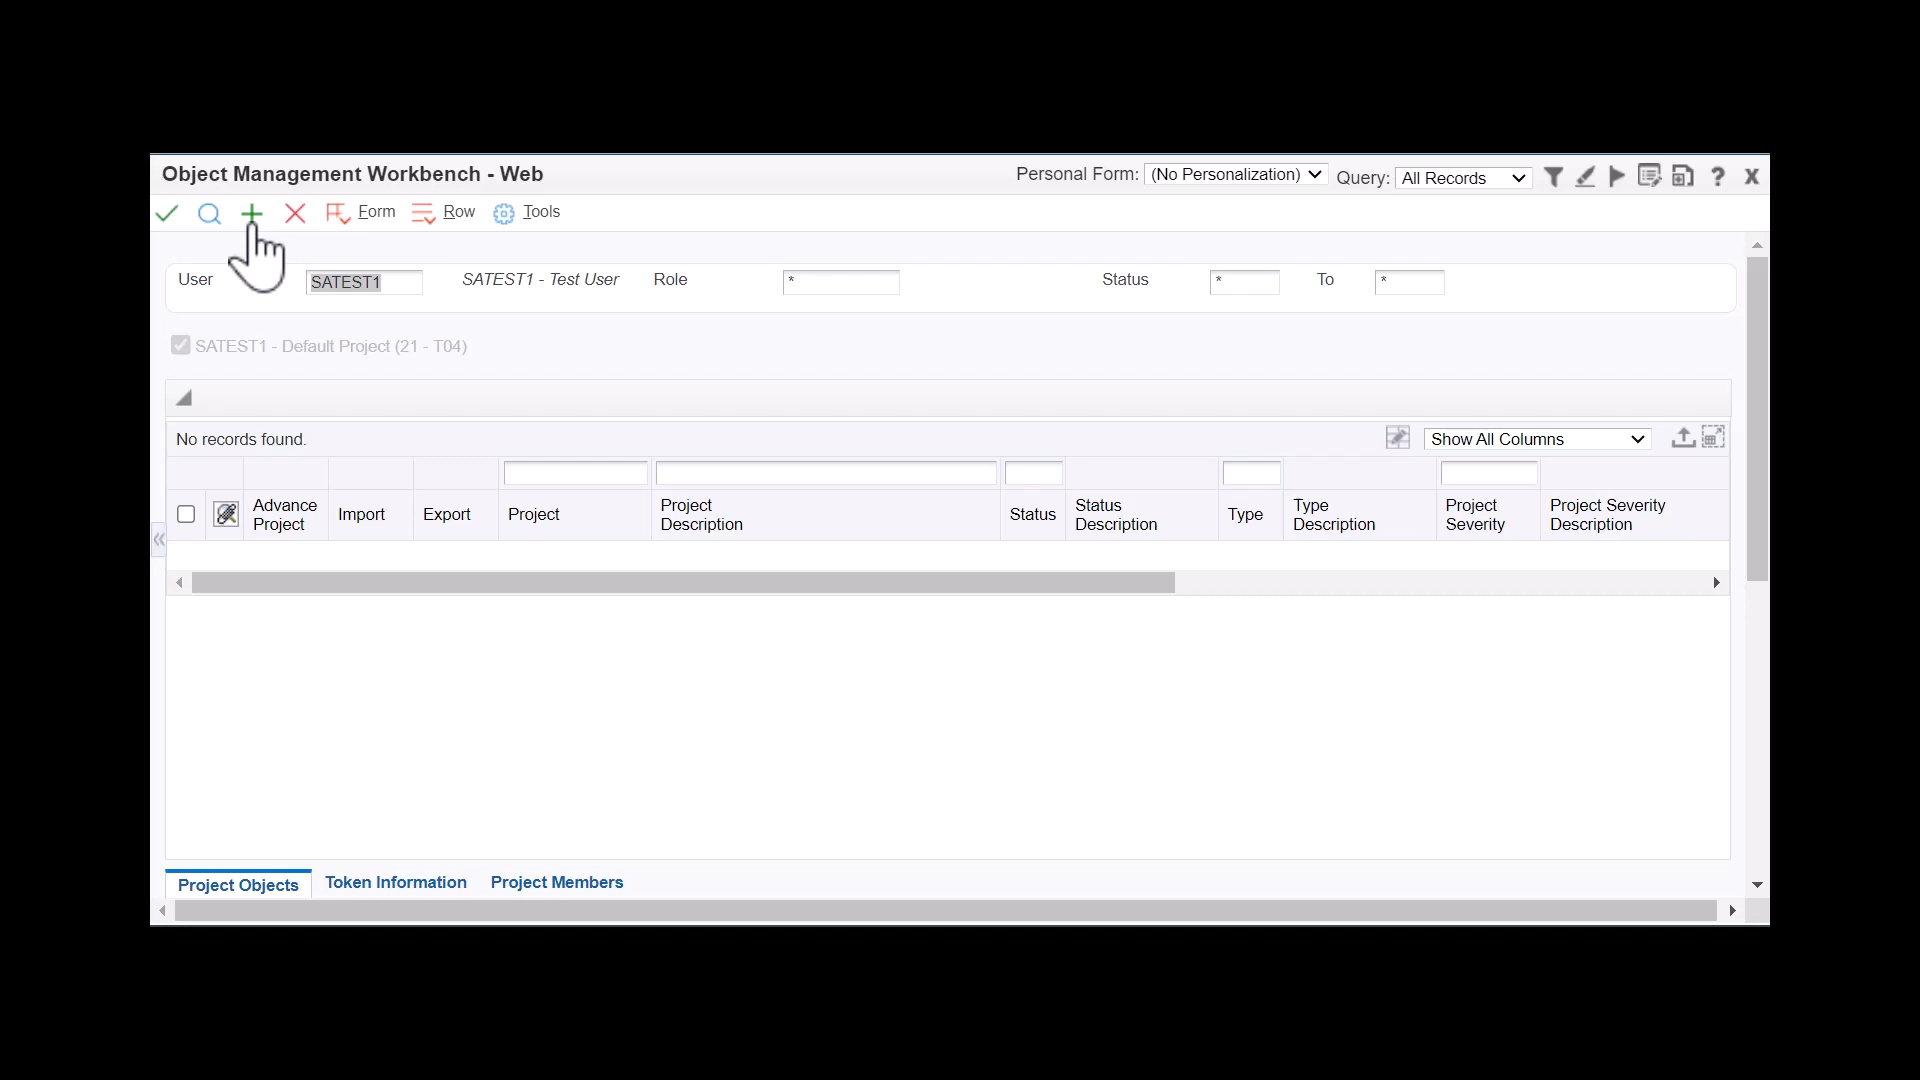 Object Management Workbench - Web
Personal Form: (No Personalization) Query: All Records ? X
Form Row Tools
User SATEST1 SATEST1 - Test User Role * Status * To *
SATEST1 - Default Project (21 - T04)
No records found. Show All Columns
Advance Project Import Export Project Project Description Status Status Description Type Type Description Project Severity Project Severity Description
Project Objects Token Information Project Members